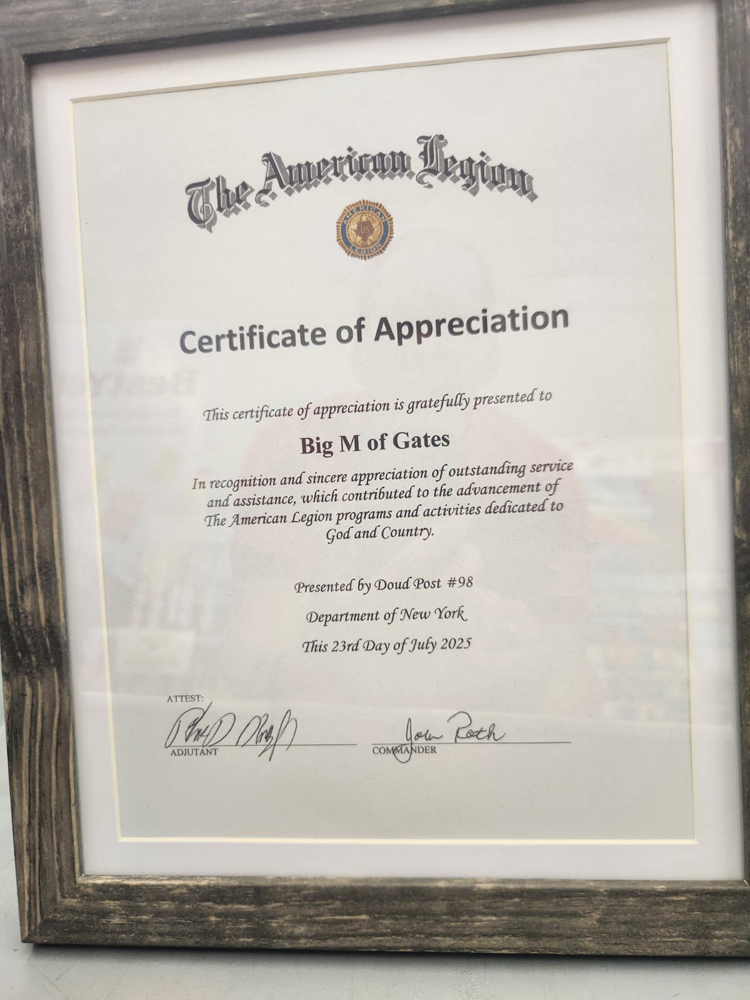 The American Legion
AMERICAN
US
LEGION
Certificate of Appreciation
This certificate of appreciation is gratefully presented to
Big M of Gates
In recognition and sincere appreciation of outstanding service
and assistance, which contributed to the advancement of
The American Legion programs and activities dedicated to
God and Country.
Presented by Doud Post #98
Department of New York
This 23rd Day of July 2025
ATTEST:
John Roth
ADJUTANT
COMMANDER